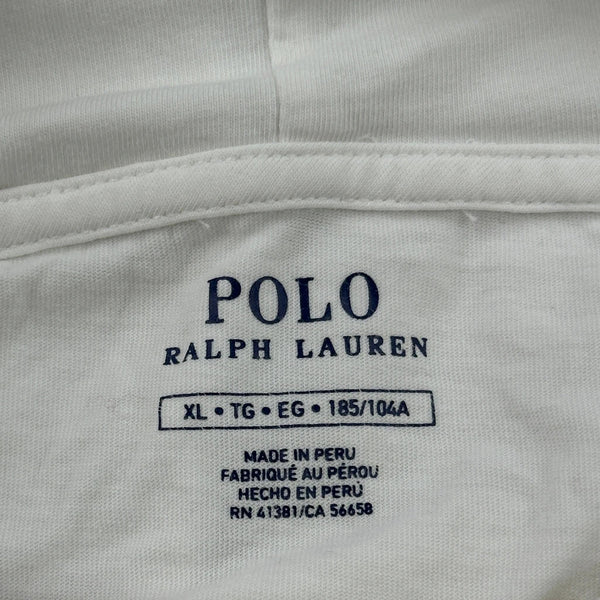 POLO
RALPH LAUREN
XL • TG • EG • 185/104A
MADE IN PERU
FABRIQUÉ AU PÉROU
HECHO EN PERÚ
RN 41381/CA 56658